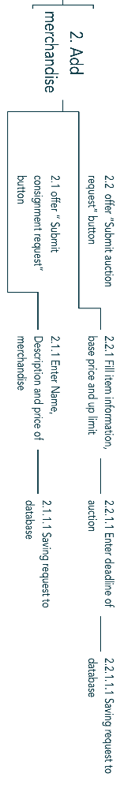 2. Add
merchandise
2.2  offer "Submit auction
request" button
2.2.1 Fill item information,
base price and up limit
2.2.1.1 Enter deadline of
auction
2.2.1.1.1 Saving request to
database
2.1 offer " Submit
consignment request"
button
2.1.1 Enter Name,
Description and price of
merchandise
2.1.1.1 Saving request to
database